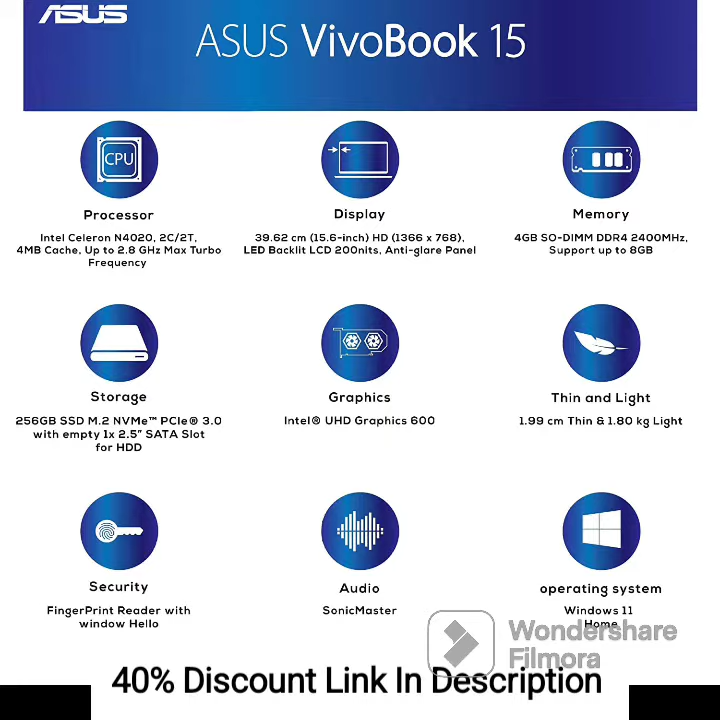 ASUS
ASUS VivoBook 15
CPU
Processor
Intel Celeron N4020, 2C/2T,
4MB Cache, Up to 2.8 GHz Max Turbo
Frequency
Display
39.62 cm (15.6-inch) HD (1366 x 768),
LED Backlit LCD 200nits, Anti-glare Panel
Memory
4GB SO-DIMM DDR4 2400MHz,
Support up to 8GB
Storage
256GB SSD M.2 NVMe™ PCIe® 3.0
with empty 1x 2.5” SATA Slot
for HDD
Graphics
Intel® UHD Graphics 600
Thin and Light
1.99 cm Thin & 1.80 kg Light
Security
FingerPrint Reader with
window Hello
Audio
SonicMaster
operating system
Windows 11
Home
Wondershare
Filmora
40% Discount Link In Description